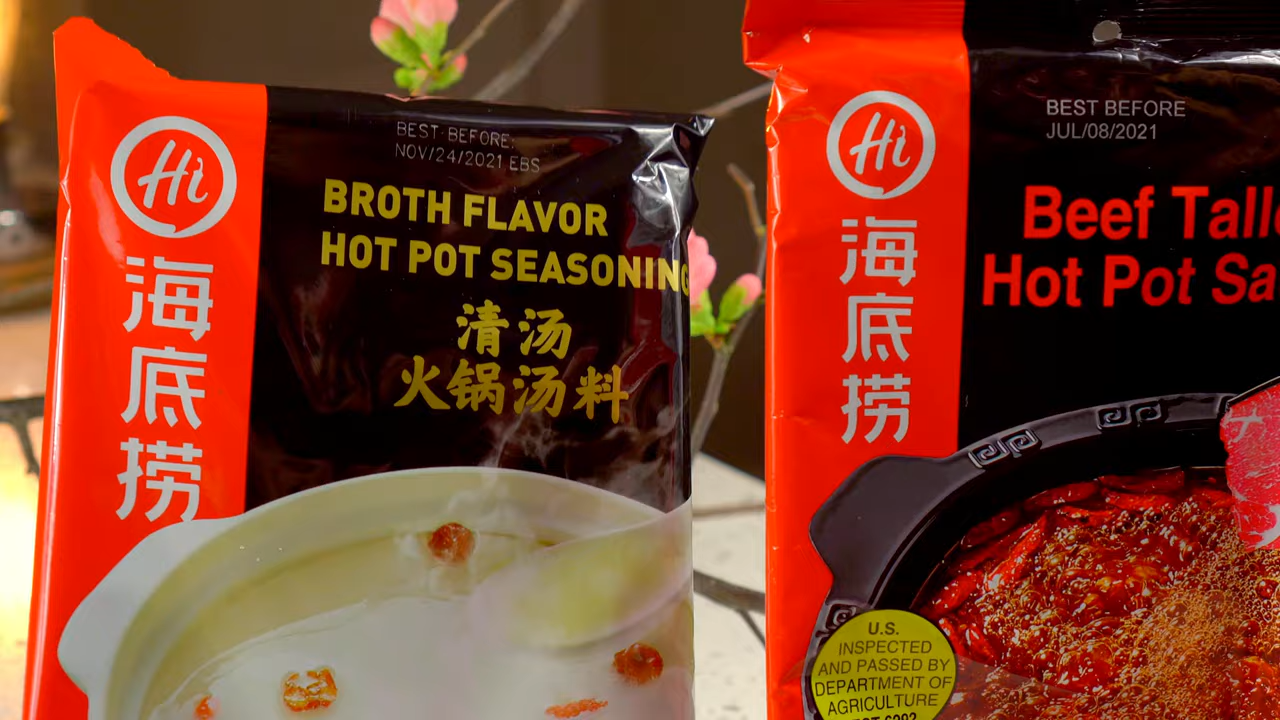 Hi
海
底
捞
BEST BEFORE:
NOV/24/2021 EBS
BROTH FLAVOR
HOT POT SEASONING
清汤
火锅汤料
Hi
海
底
捞
BEST BEFORE
JUL/08/2021
Beef Tall
Hot Pot Sa
U.S.
INSPECTED
AND PASSED BY
DEPARTMENT OF
AGRICULTURE